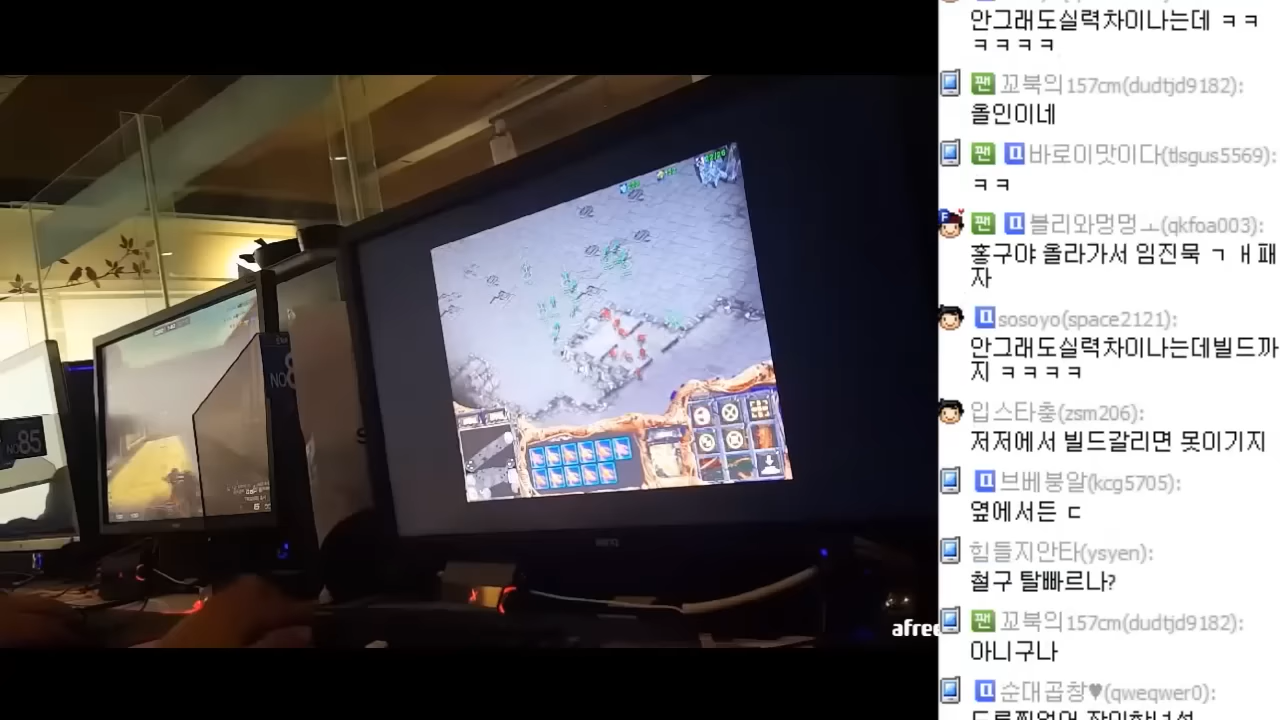 안그래도실력차이나는데 ㅋㅋ
ㅋㅋㅋㅋ
팬 꼬북의157cm(dudtjd9182):
올인이네
팬 바로이맛이다(tlsgus5569):
ㅋㅋ
팬 블리와멍멍ㅗ(qkfoa003):
홍구야 올라가서 임진묵 ㄱㅐ패
자
sosoyo(space2121):
안그래도실력차이나는데빌드까
지 ㅋㅋㅋㅋ
입스타충(zsm206):
저저에서 빌드갈리면 못이기지
브베붕알(kcg5705):
옆에서든 ㄷ
힘들지안타(ysyen):
철구 탈빠르나?
팬 꼬북의157cm(dudtjd9182):
아니구나
순대곱창♥(qweqwer0):
NO85
NO8
BenQ
afree